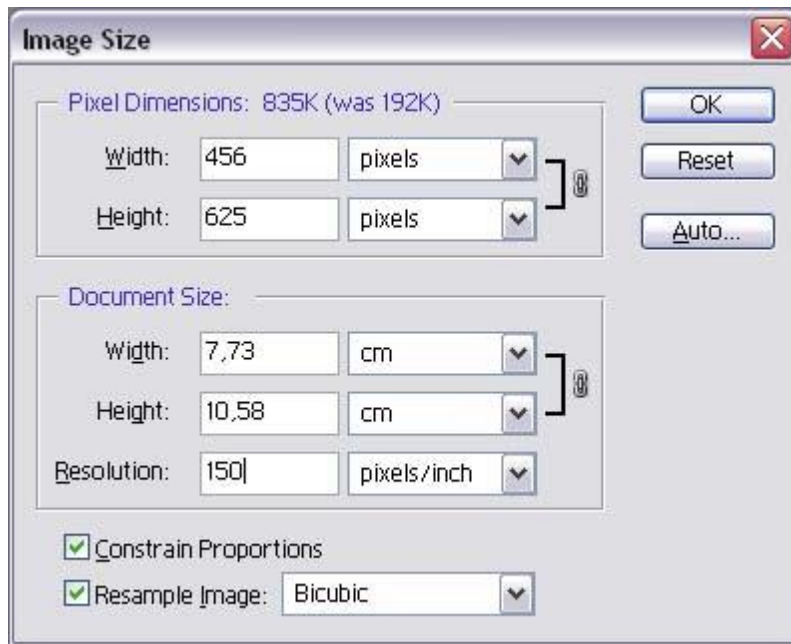 Image Size
Pixel Dimensions: 835K (was 192K)
OK
Width: 456 pixels
Reset
Height: 625 pixels
Auto...
Document Size:
Width: 7,73 cm
Height: 10,58 cm
Resolution: 150 pixels/inch
Constrain Proportions
Resample Image: Bicubic